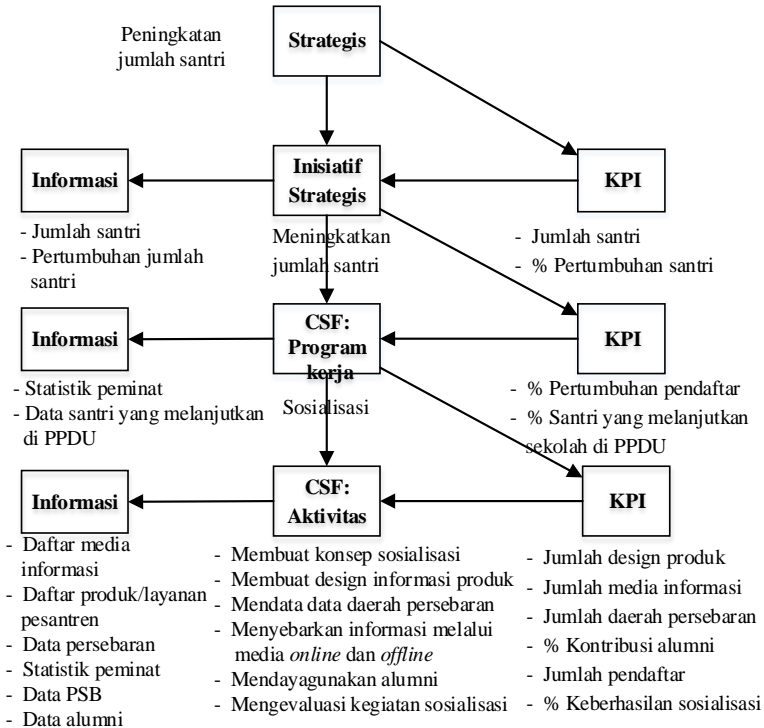 Peningkatan
jumlah santri
Strategis
Informasi
Inisiatif
Strategis
KPI
- Jumlah santri
- Pertumbuhan jumlah
santri
Meningkatkan
jumlah santri
- Jumlah santri
- % Pertumbuhan santri
Informasi
CSF:
Program
kerja
KPI
- Statistik peminat
- Data santri yang melanjutkan
di PPDU
Sosialisasi
- % Pertumbuhan pendaftar
- % Santri yang melanjutkan
sekolah di PPDU
Informasi
CSF:
Aktivitas
KPI
- Daftar media
informasi
- Daftar produk/layanan
pesantren
- Data persebaran
- Statistik peminat
- Data PSB
- Data alumni
- Membuat konsep sosialisasi
- Membuat design informasi produk
- Mendata data daerah persebaran
- Menyebarkan informasi melalui
media online dan offline
- Mendayagunakan alumni
- Mengevaluasi kegiatan sosialisasi
- Jumlah design produk
- Jumlah media informasi
- Jumlah daerah persebaran
- % Kontribusi alumni
- Jumlah pendaftar
- % Keberhasilan sosialisasi